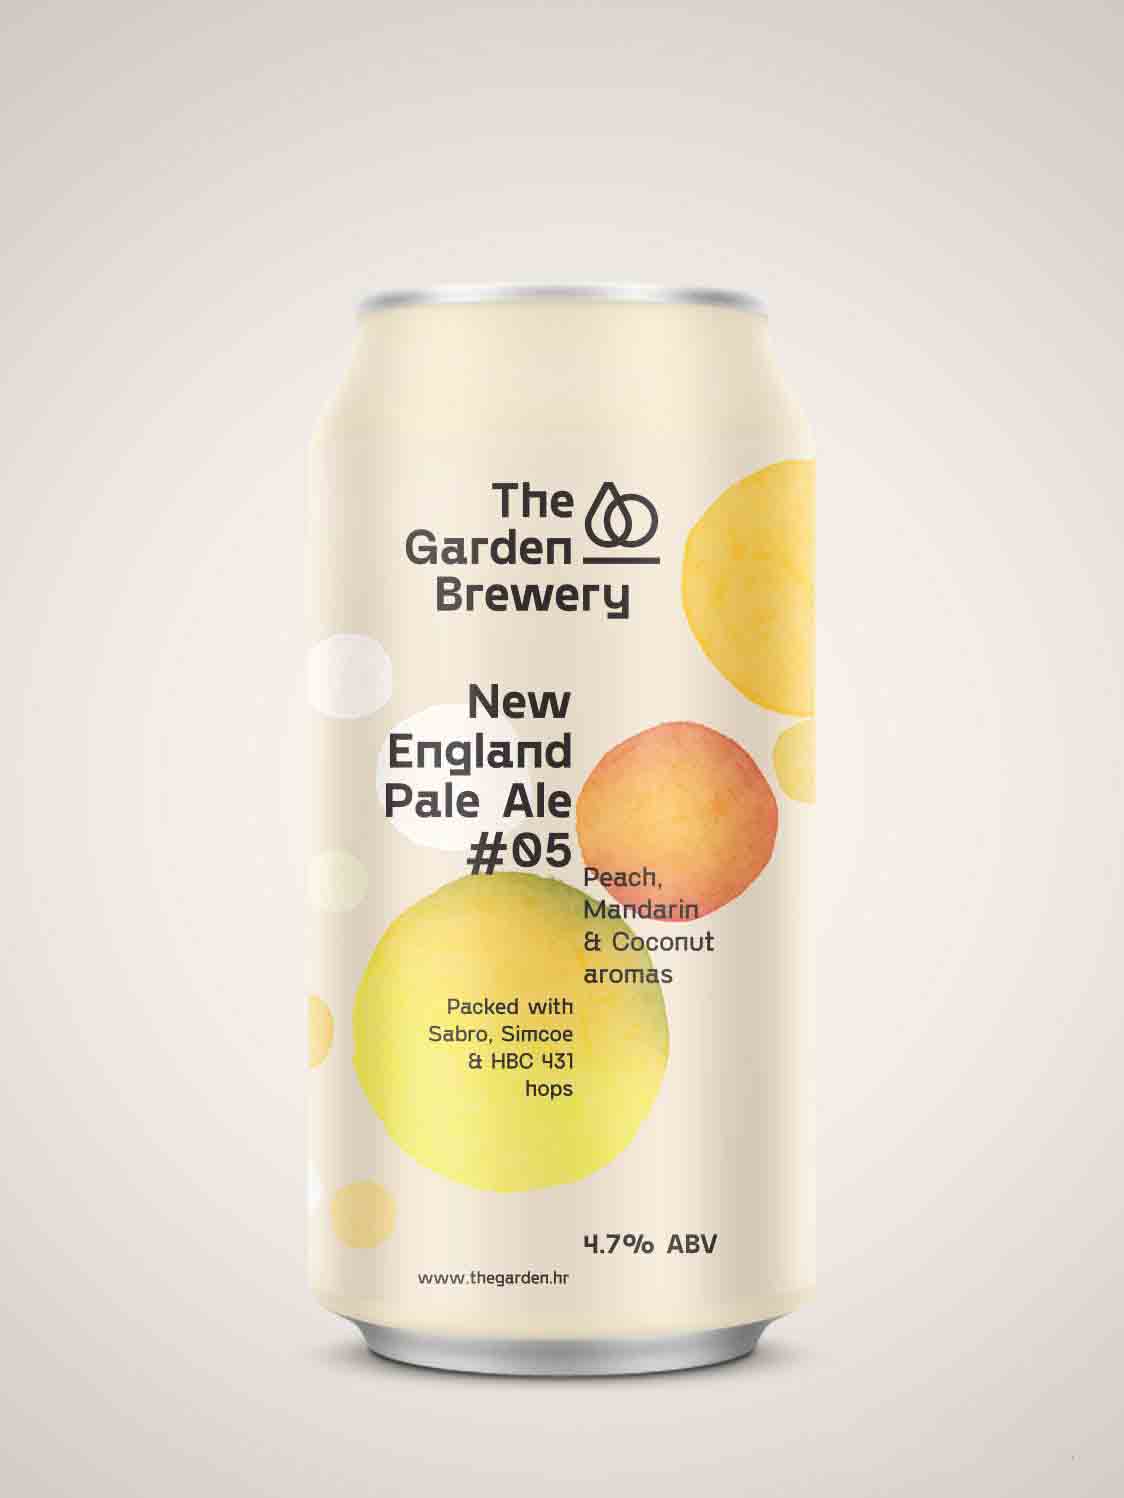 The
Garden
Brewery
New
England
Pale Ale
#05
Peach,
Mandarin
& Coconut
aromas
Packed with
Sabro, Simcoe
& HBC 431
hops
4.7% ABV
www.thegarden.hr